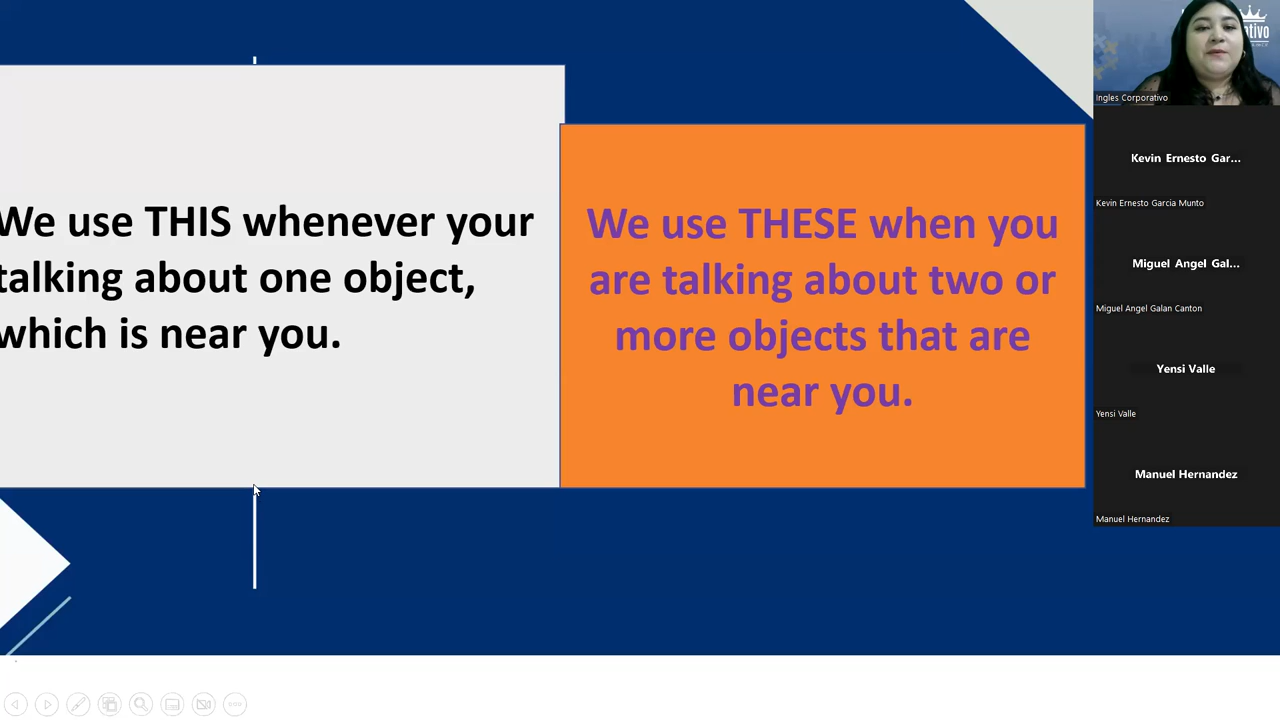 We use THIS whenever your
talking about one object,
which is near you.
We use THESE when you
are talking about two or
more objects that are
near you.
Ingles Corporativo
Kevin Ernesto Gar...
Kevin Ernesto Garcia Munto
Miguel Angel Gal...
Miguel Angel Galan Canton
Yensi Valle
Yensi Valle
Manuel Hernandez
Manuel Hernandez